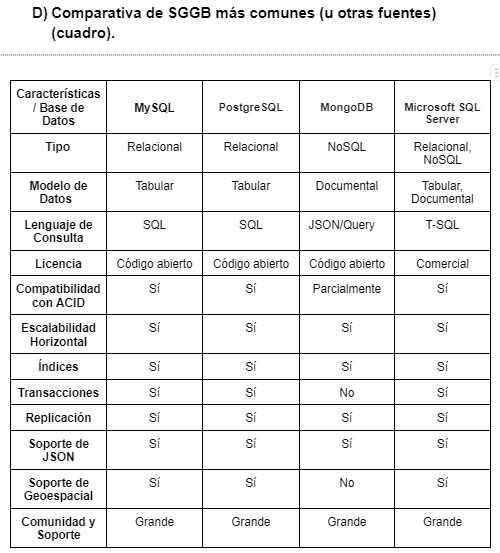 D) Comparativa de SGGB más comunes (u otras fuentes)
(cuadro).
Características
/ Base de
Datos
MySQL
PostgreSQL
MongoDB
Microsoft SQL
Server
Tipo
Relacional
Relacional
NoSQL
Relacional,
NoSQL
Modelo de
Datos
Tabular
Tabular
Documental
Tabular,
Documental
Lenguaje de
Consulta
SQL
SQL
JSON/Query
T-SQL
Licencia
Código abierto
Código abierto
Código abierto
Comercial
Compatibilidad
con ACID
Sí
Sí
Parcialmente
Sí
Escalabilidad
Horizontal
Sí
Sí
Sí
Sí
Índices
Sí
Sí
Sí
Sí
Transacciones
Sí
Sí
No
Sí
Replicación
Sí
Sí
Sí
Sí
Soporte de
JSON
Sí
Sí
Sí
Sí
Soporte de
Geoespacial
Sí
Sí
No
Sí
Comunidad y
Soporte
Grande
Grande
Grande
Grande